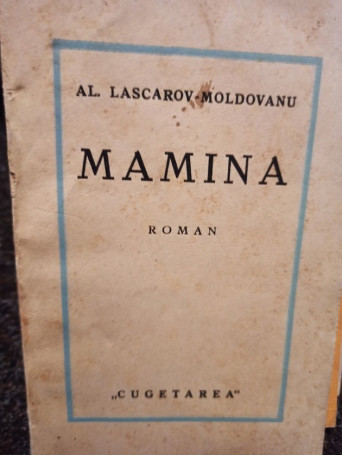 AL. LASCAROV-MOLDOVANU
MAMINA
ROMAN
„CUGETAREA"